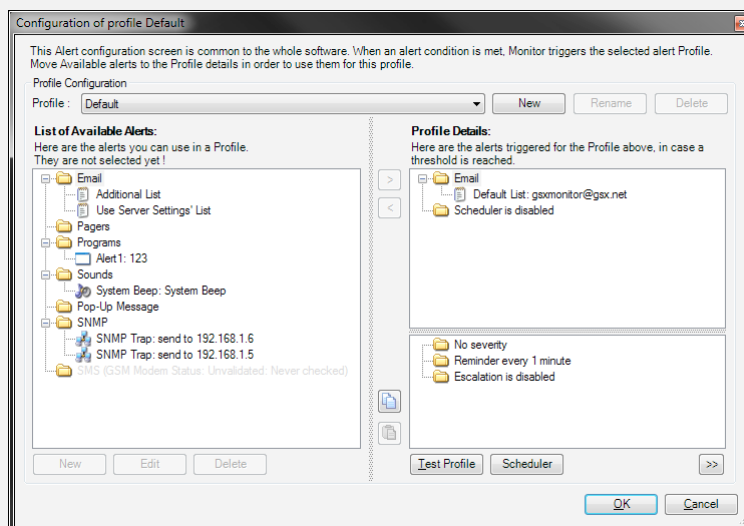 Configuration of profile Default
This Alert configuration screen is common to the whole software. When an alert condition is met, Monitor triggers the selected alert Profile.
Move Available alerts to the Profile details in order to use them for this profile.
Profile Configuration
Profile : Default New Rename Delete
List of Available Alerts:
Here are the alerts you can use in a Profile.
They are not selected yet !
Email
Additional List
Use Server Settings' List
Pagers
Programs
Alert1: 123
Sounds
System Beep: System Beep
Pop-Up Message
SNMP
SNMP Trap: send to 192.168.1.6
SNMP Trap: send to 192.168.1.5
SMS (GSM Modem Status: Unvalidated: Never checked)
New Edit Delete
>
<
Profile Details:
Here are the alerts triggered for the Profile above, in case a
threshold is reached.
Email
Default List: gsxmonitor@gsx.net
Scheduler is disabled
No severity
Reminder every 1 minute
Escalation is disabled
Test Profile Scheduler >>
OK Cancel